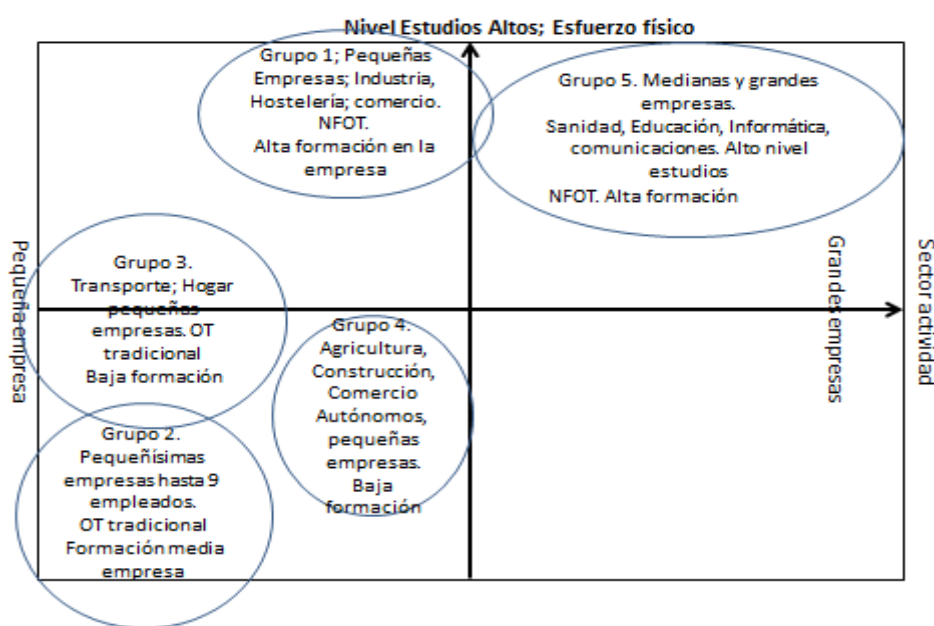 Nivel Estudios Altos; Esfuerzo físico
Grupo 1; Pequeñas
Empresas; Industria,
Hostelería; comercio.
NFOT.
Alta formación en la
empresa
Grupo 5. Medianas y grandes
empresas.
Sanidad, Educación, Informática,
comunicaciones. Alto nivel
estudios
NFOT. Alta formación
Pequeña empresa
Grupo 3.
Transporte; Hogar
pequeñas
empresas. OT
tradicional
Baja formación
Grupo 4.
Agricultura,
Construcción,
Comercio
Autónomos,
pequeñas
empresas.
Baja
formación
Grandes empresas
Sector actividad
Grupo 2.
Pequeñísimas
empresas hasta 9
empleados.
OT tradicional
Formación media
empresa